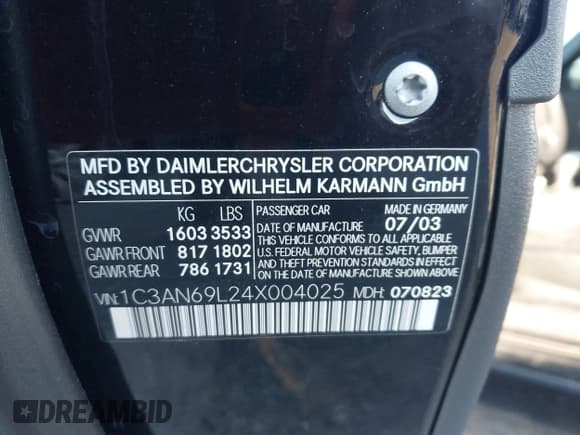 MFD BY DAIMLERCHRYSLER CORPORATION
ASSEMBLED BY WILHELM KARMANN GmbH
KG LBS
GVWR 1603 3533
GAWR FRONT 817 1802
GAWR REAR 786 1731
PASSENGER CAR MADE IN GERMANY
DATE OF MANUFACTURE 07/03
THIS VEHICLE CONFORMS TO ALL APPLICABLE
U.S. FEDERAL MOTOR VEHICLE SAFETY, BUMPER
AND THEFT PREVENTION STANDARDS IN EFFECT
ON THE DATE OF MANUFACTURE SHOWN ABOVE.
VIN: 1C3AN69L24X004025 MDH: 070823
DREAMBID